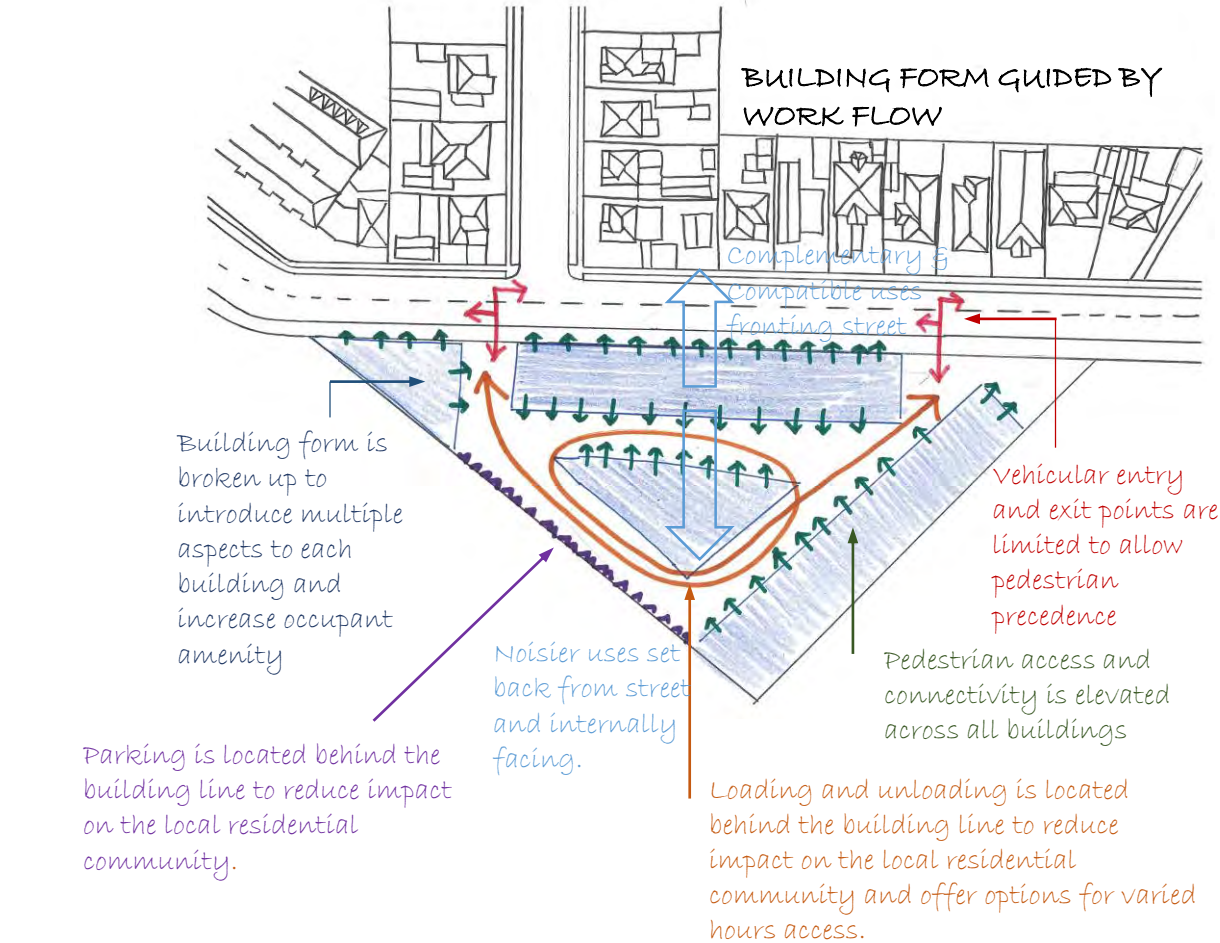 BUILDING FORM GUIDED BY
WORK FLOW
Complementary &
Compatible uses
fronting street
Building form is
broken up to
introduce multiple
aspects to each
building and
increase occupant
amenity
Vehicular entry
and exit points are
limited to allow
pedestrian
precedence
Noisier uses set
back from street
and internally
facing.
Pedestrian access and
connectivity is elevated
across all buildings
Parking is located behind the
building line to reduce impact
on the local residential
community.
Loading and unloading is located
behind the building line to reduce
impact on the local residential
community and offer options for varied
hours access.